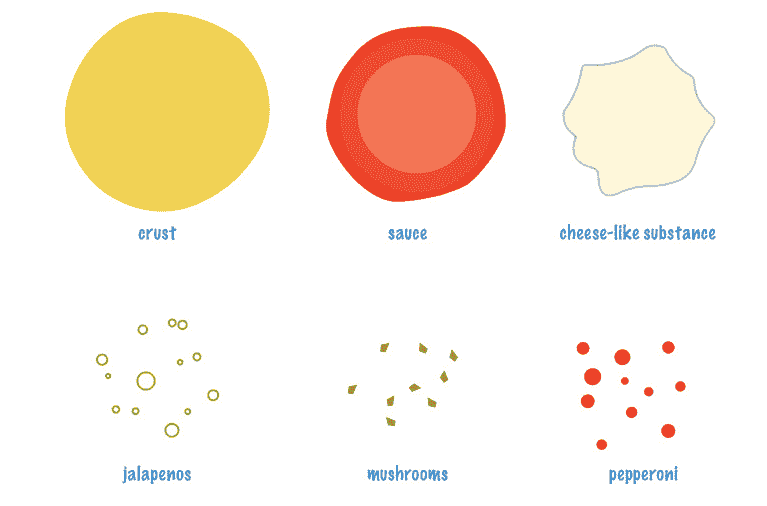 crust
sauce
cheese-like substance
jalapenos
mushrooms
pepperoni